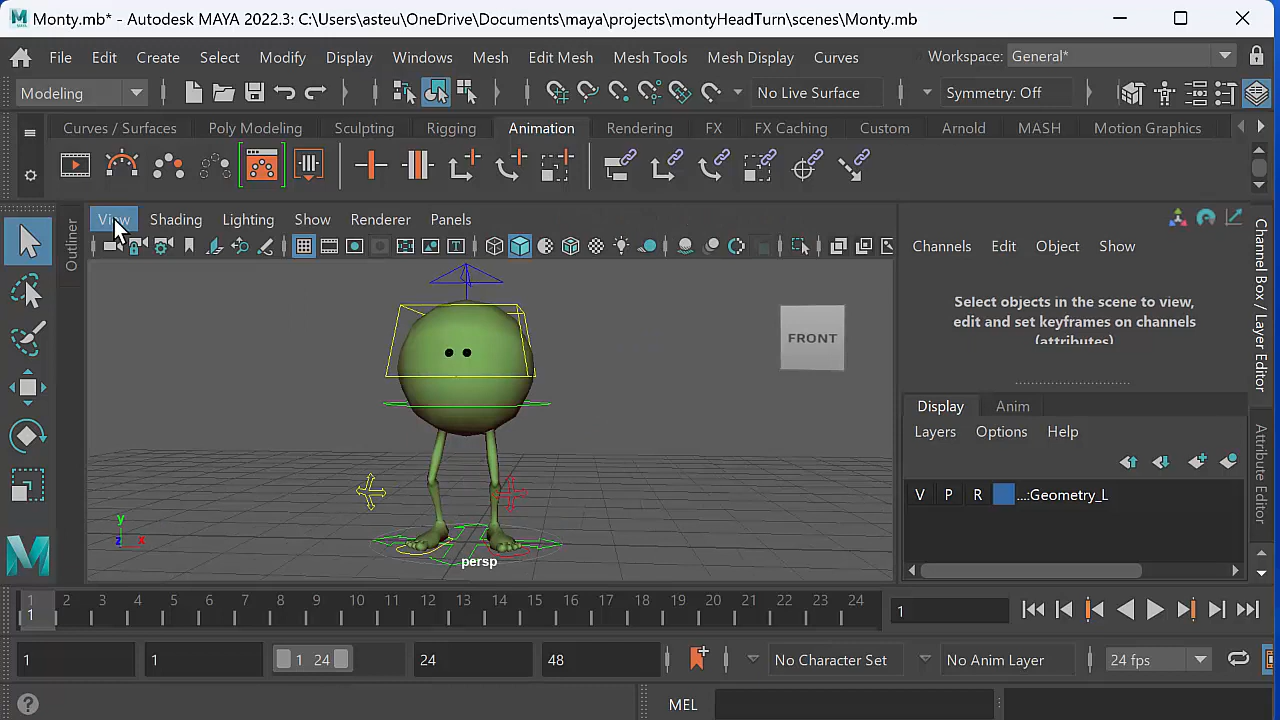 Monty.mb* - Autodesk MAYA 2022.3: C:\Users\asteu\OneDrive\Documents\maya\projects\montyHeadTurn\scenes\Monty.mb
File Edit Create Select Modify Display Windows Mesh Edit Mesh Mesh Tools Mesh Display Curves Workspace: General*
Modeling No Live Surface Symmetry: Off
Curves / Surfaces Poly Modeling Sculpting Rigging Animation Rendering FX FX Caching Custom Arnold MASH Motion Graphics
View Shading Lighting Show Renderer Panels
Outliner
FRONT
y
z x
persp
Channels Edit Object Show
Select objects in the scene to view,
edit and set keyframes on channels
(attributes)
Display Anim
Layers Options Help
V P R ...:Geometry_L
Channel Box / Layer Editor
Attribute Editor
1 2 3 4 5 6 7 8 9 10 11 12 13 14 15 16 17 18 19 20 21 22 23 24
1 1
1 1 1 24 24 48 No Character Set No Anim Layer 24 fps
MEL